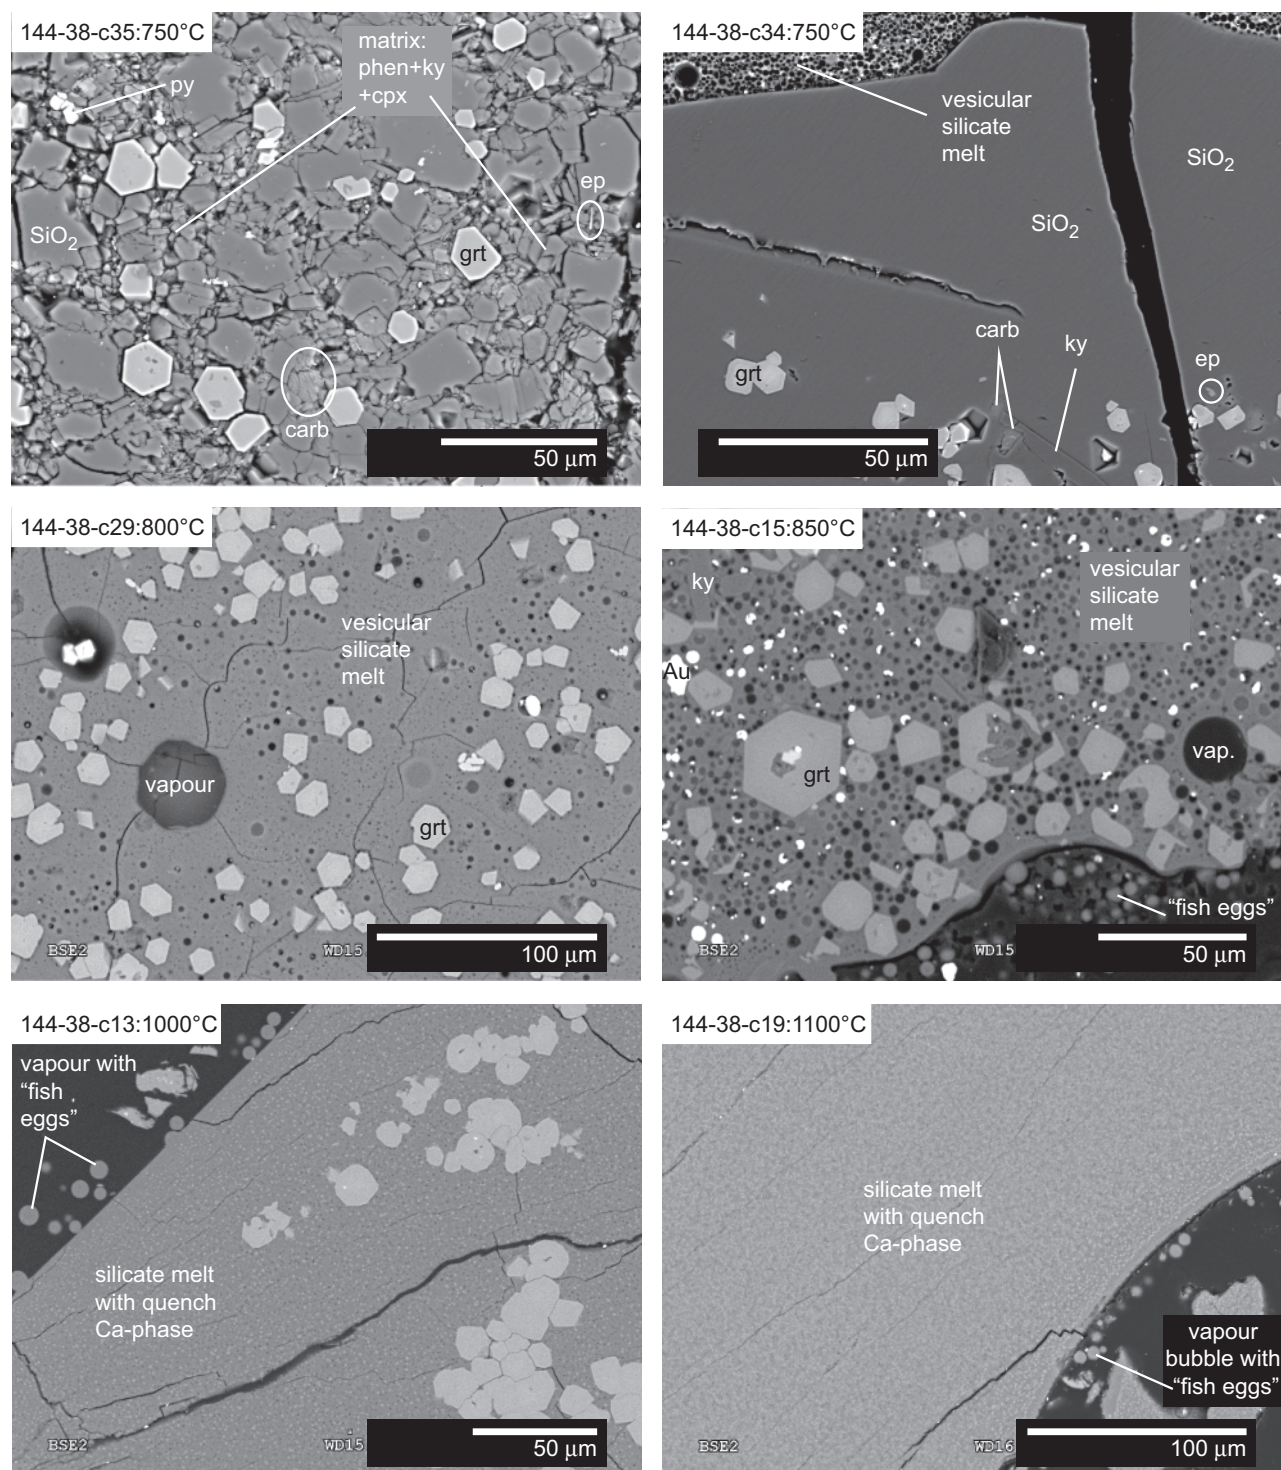 144-38-c35:750°C
matrix:
phen+ky
+cpx
py
ep
SiO2
grt
carb
50 μm
144-38-c34:750°C
vesicular
silicate
melt
SiO2
SiO2
carb
ky
ep
grt
50 μm
144-38-c29:800°C
vesicular
silicate
melt
vapour
grt
BSE2
WD15
100 μm
144-38-c15:850°C
ky
vesicular
silicate
melt
Au
grt
vap.
"fish eggs"
BSE2
WD15
50 μm
144-38-c13:1000°C
vapour with
"fish
eggs"
silicate melt
with quench
Ca-phase
BSE2
WD15
50 μm
144-38-c19:1100°C
silicate melt
with quench
Ca-phase
vapour
bubble with
"fish eggs"
BSE2
WD16
100 μm